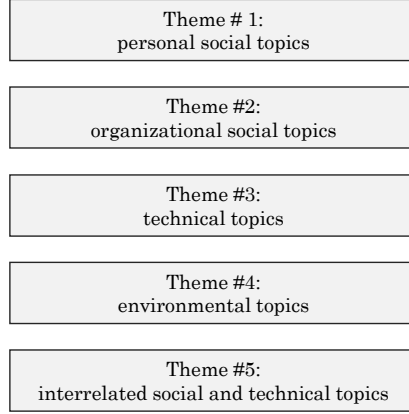 Theme # 1:
personal social topics
Theme #2:
organizational social topics
Theme #3:
technical topics
Theme #4:
environmental topics
Theme #5:
interrelated social and technical topics